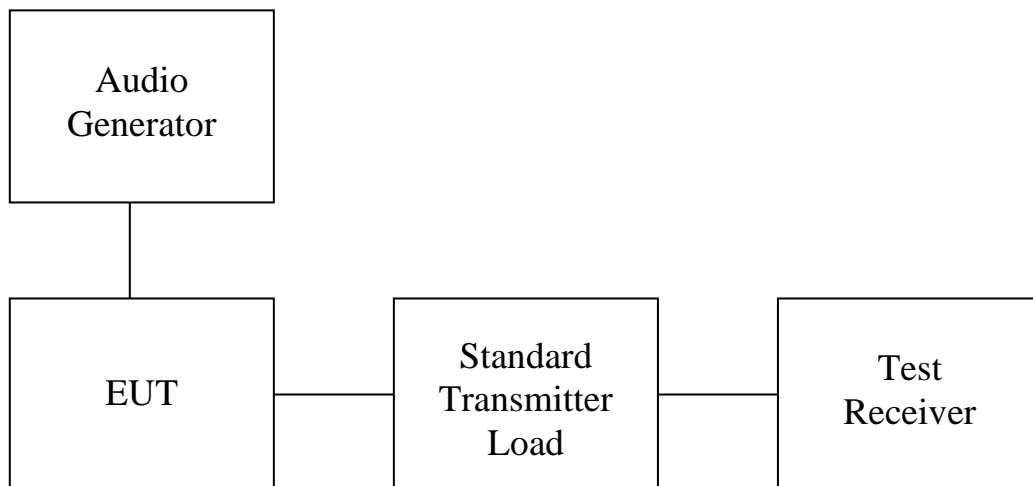 Audio
Generator
EUT
Standard
Transmitter
Load
Test
Receiver